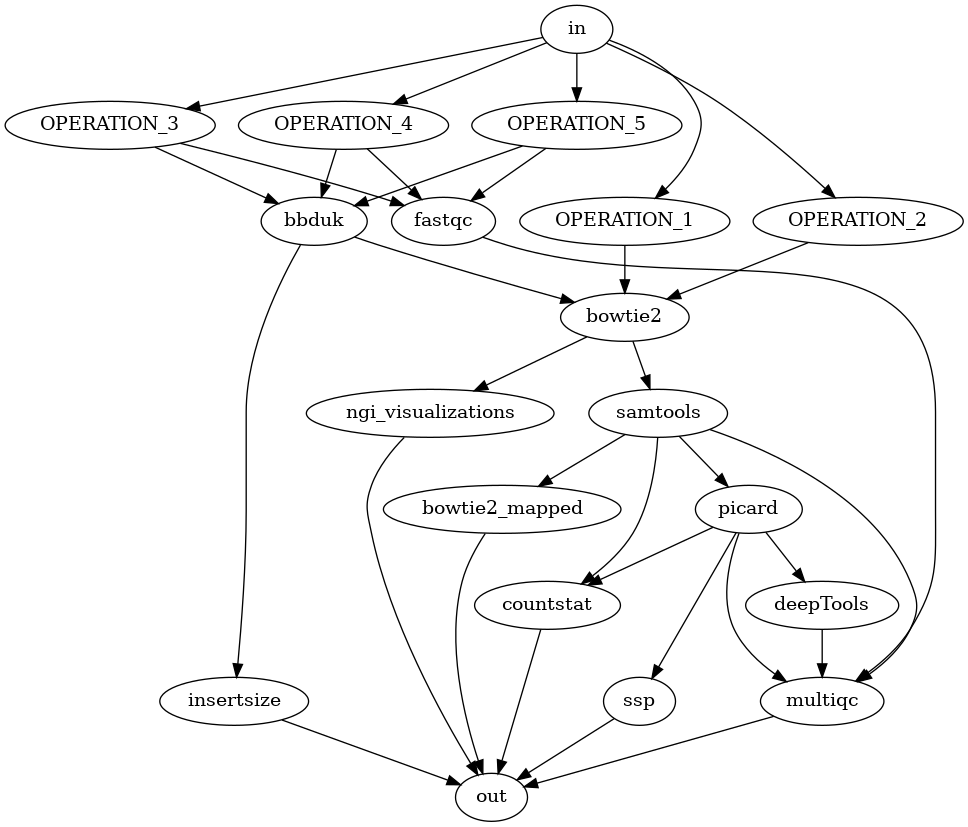 in
OPERATION_3
OPERATION_4
OPERATION_5
bbduk
fastqc
OPERATION_1
OPERATION_2
bowtie2
ngi_visualizations
samtools
bowtie2_mapped
picard
countstat
deepTools
insertsize
ssp
multiqc
out